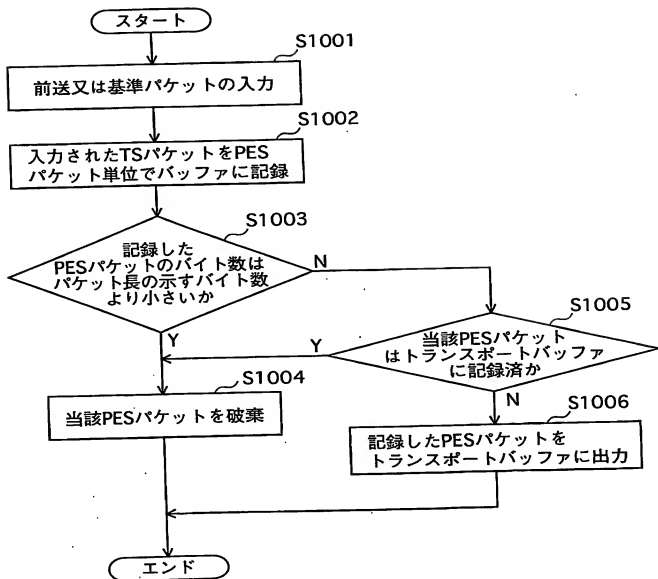 スタート
S1001
前送又は基準パケットの入力
S1002
入力されたTSパケットをPES
パケット単位でバッファに記録
S1003
記録した
PESパケットのバイト数は
パケット長の示すバイト数
より小さいか
N
Y
S1005
当該PESパケット
はトランスポートバッファ
に記録済か
Y
N
S1004
当該PESパケットを破棄
S1006
記録したPESパケットを
トランスポートバッファに出力
エンド